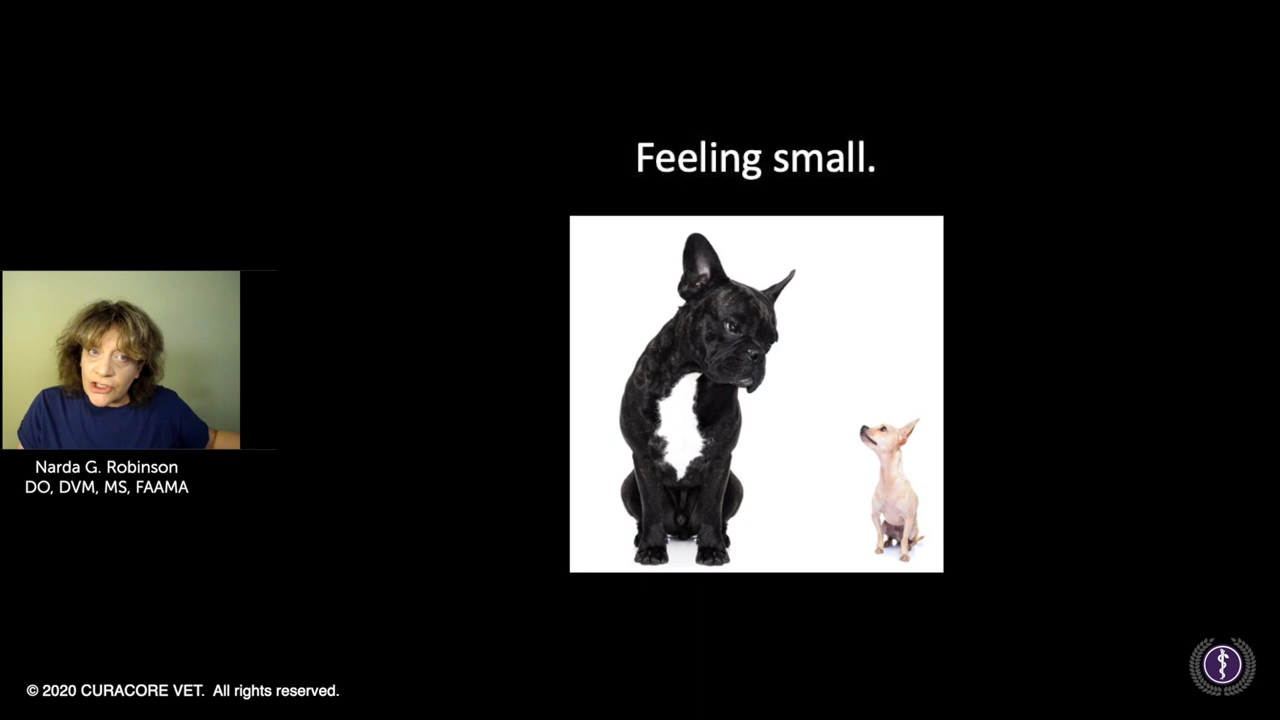 Feeling small.
Narda G. Robinson
DO, DVM, MS, FAAMA
© 2020 CURACORE VET. All rights reserved.